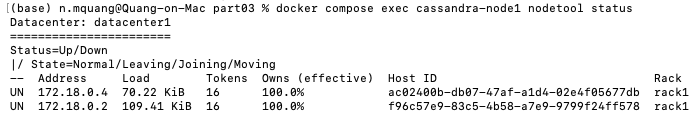 (base) n.mquang@Quang-on-Mac part03 % docker compose exec cassandra-node1 nodetool status
Datacenter: datacenter1
=======================
Status=Up/Down
|/ State=Normal/Leaving/Joining/Moving
--  Address     Load        Tokens  Owns (effective)  Host ID                               Rack
UN  172.18.0.4  70.22 KiB   16      100.0%            ac02400b-db07-47af-a1d4-02e4f05677db  rack1
UN  172.18.0.2  109.41 KiB  16      100.0%            f96c57e9-83c5-4b58-a7e9-9799f24ff578  rack1